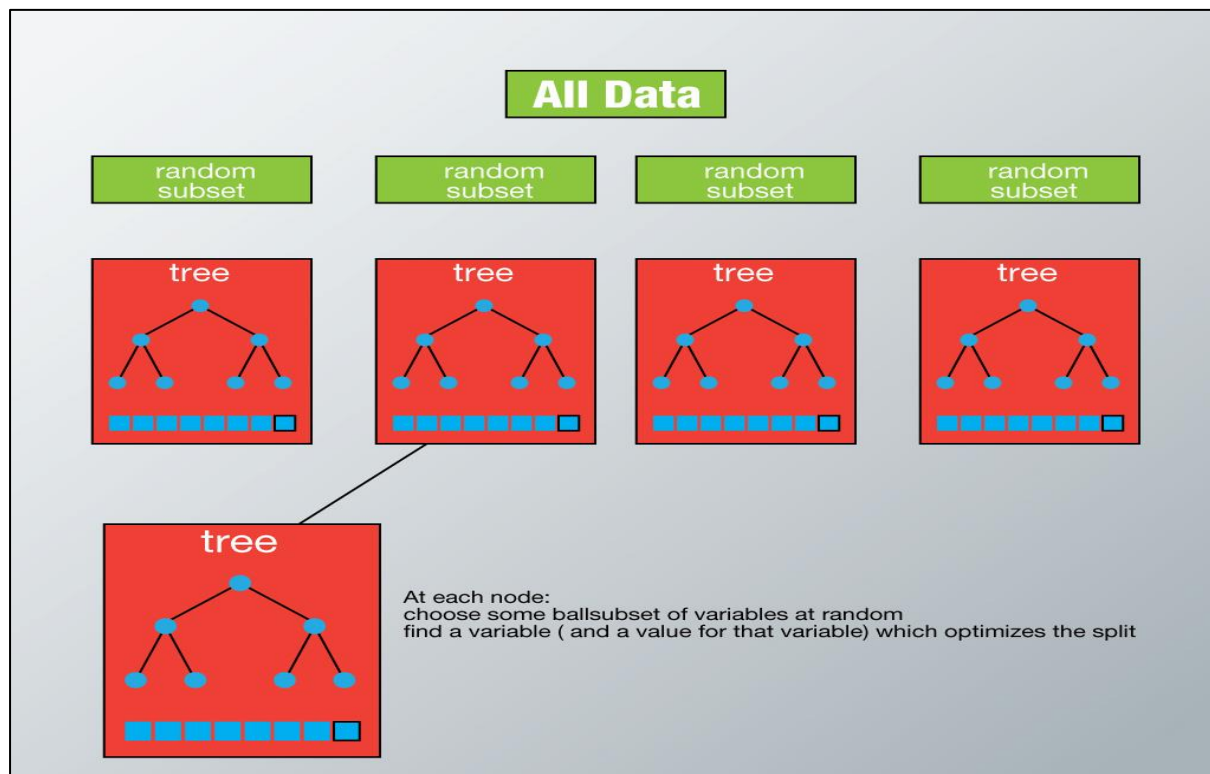 All Data
random
subset
random
subset
random
subset
random
subset
tree
tree
tree
tree
tree
At each node:
choose some ballsubset of variables at random
find a variable ( and a value for that variable) which optimizes the split